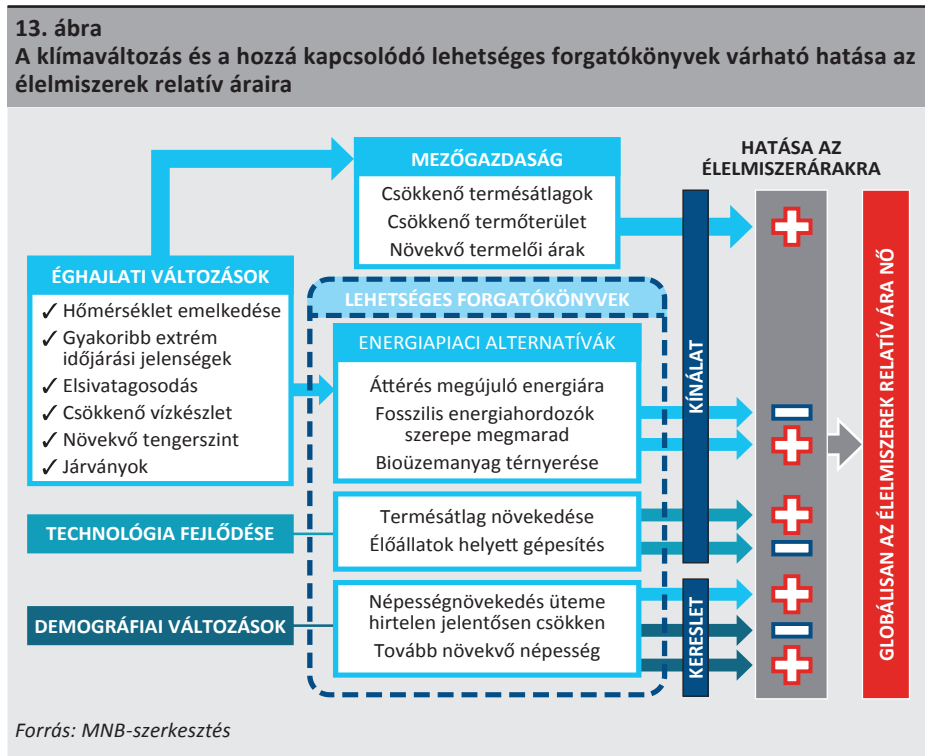 13. ábra
A klímaváltozás és a hozzá kapcsolódó lehetséges forgatókönyvek várható hatása az
élelmiszerek relatív áraira
MEZŐGAZDASÁG
Csökkenő termésátlagok
Csökkenő termőterület
Növekvő termelői árak
HATÁSA AZ
ÉLELMISZERÁRAKRA
ÉGHAJLATI VÁLTOZÁSOK
✓ Hőmérséklet emelkedése
✓ Gyakoribb extrém
időjárási jelenségek
✓ Elsivatagosodás
✓ Csökkenő vízkészlet
✓ Növekvő tengerszint
✓ Járványok
LEHETSÉGES FORGATÓKÖNYVEK
ENERGIAPIACI ALTERNATÍVÁK
Áttérés megújuló energiára
Fosszilis energiahordozók
szerepe megmarad
Bioüzemanyag térnyerése
TECHNOLÓGIA FEJLŐDÉSE
Termésátlag növekedése
Élőállatok helyett gépesítés
DEMOGRÁFIAI VÁLTOZÁSOK
Népességnövekedés üteme
hirtelen jelentősen csökken
Tovább növekvő népesség
KÍNÁLAT
KERESLET
GLOBÁLISAN AZ ÉLELMISZEREK RELATÍV ÁRA NŐ
Forrás: MNB-szerkesztés